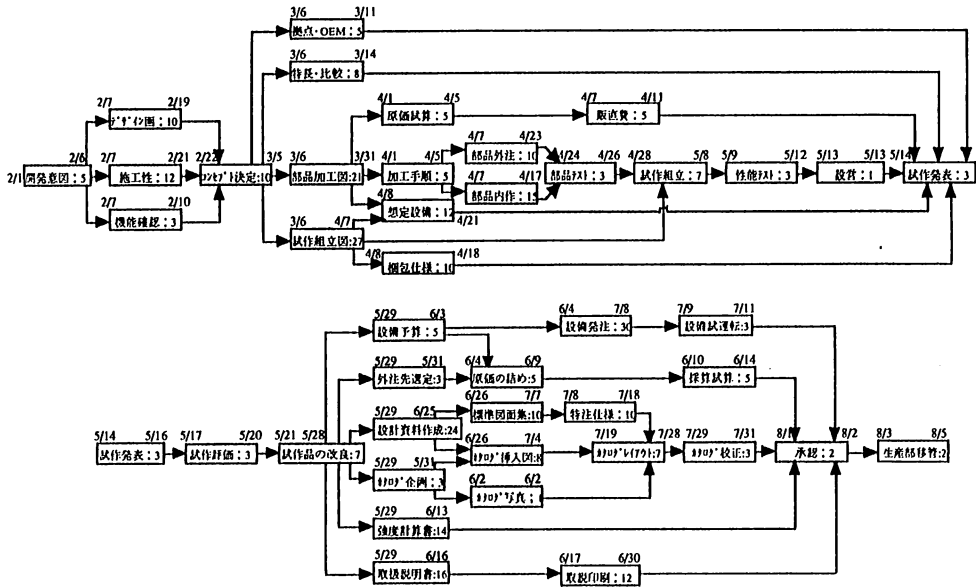 3/6 3/11
拠点・OEM:5
3/6 3/14
特長・比較:8
4/1 4/5
原価試算:5
4/7 4/11
販直費:5
2/7 2/19
デザイン画:10
2/1 開発意図:5 2/6
2/7 2/21
施工性:12
2/7 2/10
機能確認:3
2/22 3/5
コンセプト決定:10
3/6 3/31
部品加工図:21
4/1 4/5
加工手順:5
4/7 4/23
部品外注:10
4/7 4/17
部品内作:15
4/24 4/26
部品テスト:3
4/28 5/8
試作組立:7
5/9 5/12
性能テスト:3
5/13 5/13
設営:1
5/14
試作発表:3
4/8 4/21
想定設備:12
3/6 4/7
試作組立図:27
4/8 4/18
梱包仕様:10
5/29 6/3
設備予算:5
6/4 7/8
設備発注:30
7/9 7/11
設備試運転:3
5/29 5/31
外注先選定:3
6/4 6/9
原価の詰め:5
6/10 6/14
採算試算:5
5/29 6/25
設計資料作成:24
6/26 7/7
標準図面集:10
7/8 7/18
特注仕様:10
5/14 5/16
試作発表:3
5/17 5/20
試作評価:3
5/21 5/28
試作品の改良:7
5/29 5/31
カタログ企画:3
6/26 7/4
カタログ挿入図:8
6/2 6/2
カタログ写真:1
7/19 7/28
カタログレイアウト:7
7/29 7/31
カタログ校正:3
8/1 8/2
承認:2
8/3 8/5
生産部移管:2
5/29 6/13
強度計算書:14
5/29 6/16
取扱説明書:16
6/17 6/30
取説印刷:12